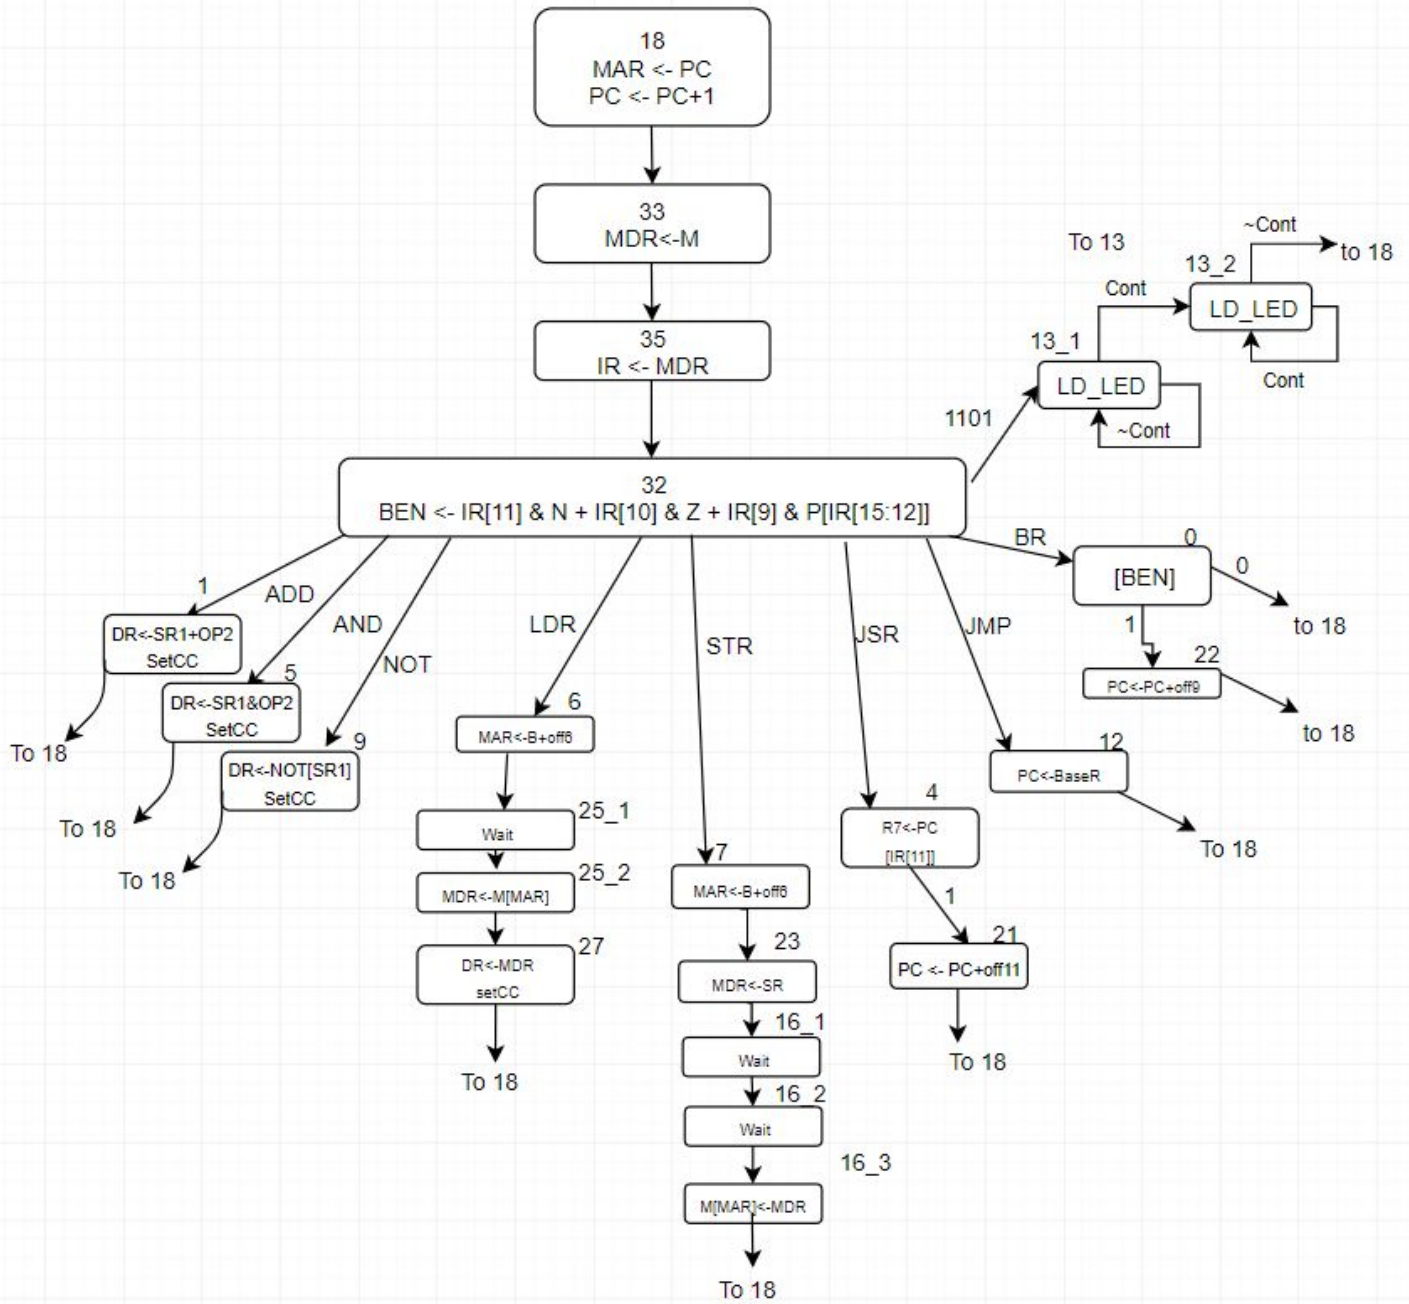 18
MAR <- PC
PC <- PC+1
33
MDR<-M
35
IR <- MDR
To 13
~Cont
to 18
13_2
LD_LED
Cont
Cont
13_1
LD_LED
~Cont
1101
32
BEN <- IR[11] & N + IR[10] & Z + IR[9] & P[IR[15:12]]
1
ADD
DR<-SR1+OP2
SetCC
To 18
AND
5
DR<-SR1&OP2
SetCC
To 18
NOT
9
DR<-NOT[SR1]
SetCC
To 18
LDR
6
MAR<-B+off6
25_1
Wait
25_2
MDR<-M[MAR]
27
DR<-MDR
setCC
To 18
STR
7
MAR<-B+off6
23
MDR<-SR
16_1
Wait
16_2
Wait
16_3
M[MAR]<-MDR
To 18
JSR
4
R7<-PC
[IR[11]]
1
21
PC <- PC+off11
To 18
JMP
12
PC<-BaseR
To 18
BR
0
[BEN]
0
to 18
1
22
PC<-PC+off9
to 18